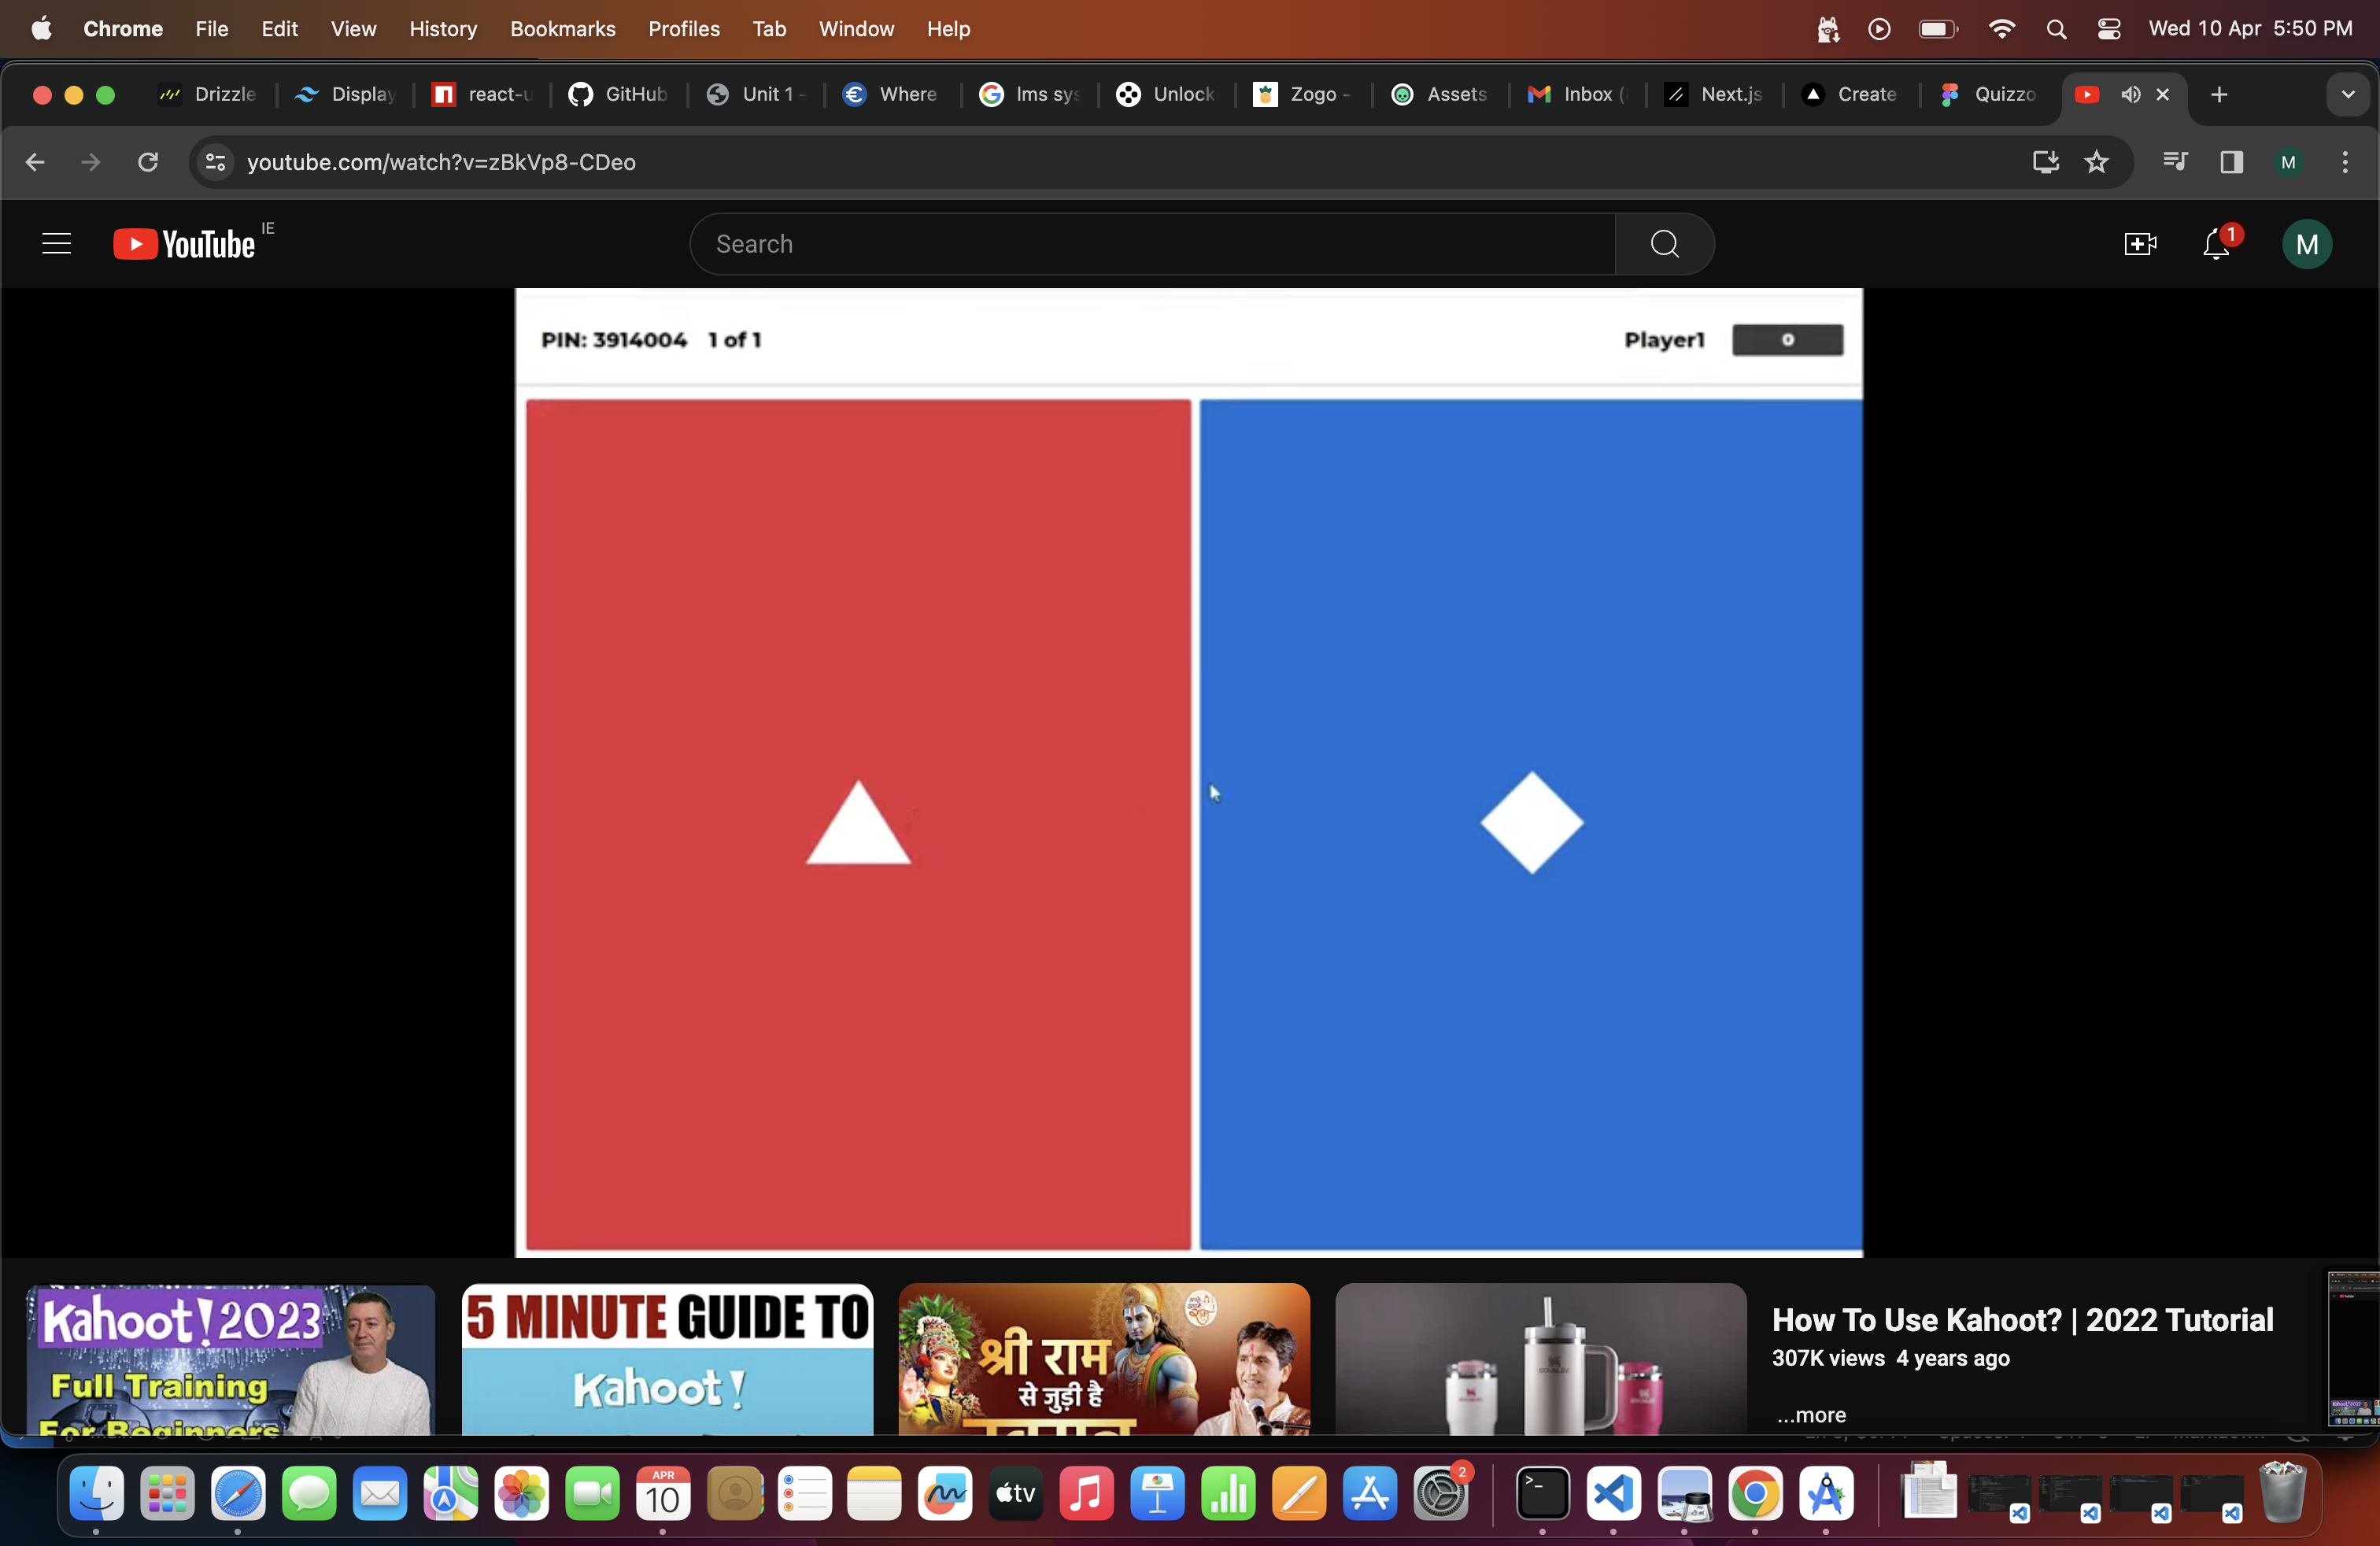 Chrome File Edit View History Bookmarks Profiles Tab Window Help
Wed 10 Apr 5:50 PM
Drizzle
Display
react-u
GitHub
Unit 1 -
Where
lms sys
Unlock
Zogo -
Assets
Inbox (
Next.js
Create
Quizzo
youtube.com/watch?v=zBkVp8-CDeo
M
YouTube IE
Search
1
M
PIN: 3914004 1 of 1
Player1 0
Kahoot! 2023
Full Training
For Beginners
5 MINUTE GUIDE TO
Kahoot!
श्री राम
से जुड़ी है
STANLEY
How To Use Kahoot? | 2022 Tutorial
307K views 4 years ago
...more
APR
10
tv
2